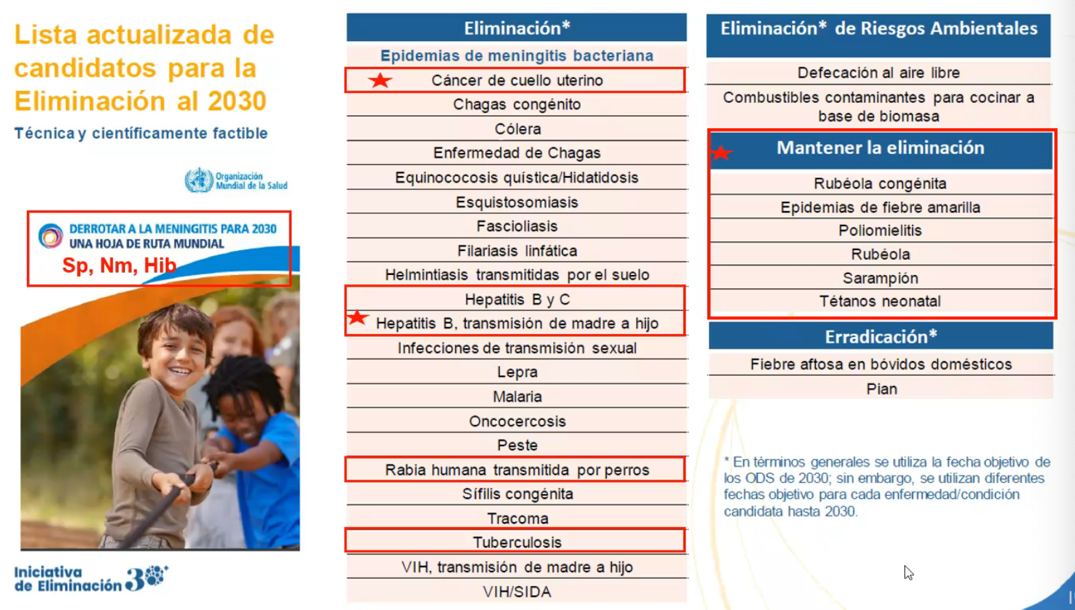 Lista actualizada de
candidatos para la
Eliminación al 2030
Técnica y científicamente factible
Organización
Mundial de la Salud
DERROTAR A LA MENINGITIS PARA 2030
UNA HOJA DE RUTA MUNDIAL
Sp, Nm, Hib
Iniciativa
de Eliminación 30
Eliminación*
Epidemias de meningitis bacteriana
Cáncer de cuello uterino
Chagas congénito
Cólera
Enfermedad de Chagas
Equinococosis quística/Hidatidosis
Esquistosomiasis
Fascioliasis
Filariasis linfática
Helmintiasis transmitidas por el suelo
Hepatitis B y C
Hepatitis B, transmisión de madre a hijo
Infecciones de transmisión sexual
Lepra
Malaria
Oncocercosis
Peste
Rabia humana transmitida por perros
Sífilis congénita
Tracoma
Tuberculosis
VIH, transmisión de madre a hijo
VIH/SIDA
Eliminación* de Riesgos Ambientales
Defecación al aire libre
Combustibles contaminantes para cocinar a
base de biomasa
Mantener la eliminación
Rubéola congénita
Epidemias de fiebre amarilla
Poliomielitis
Rubéola
Sarampión
Tétanos neonatal
Erradicación*
Fiebre aftosa en bóvidos domésticos
Pian
* En términos generales se utiliza la fecha objetivo de
los ODS de 2030; sin embargo, se utilizan diferentes
fechas objetivo para cada enfermedad/condición
candidata hasta 2030.